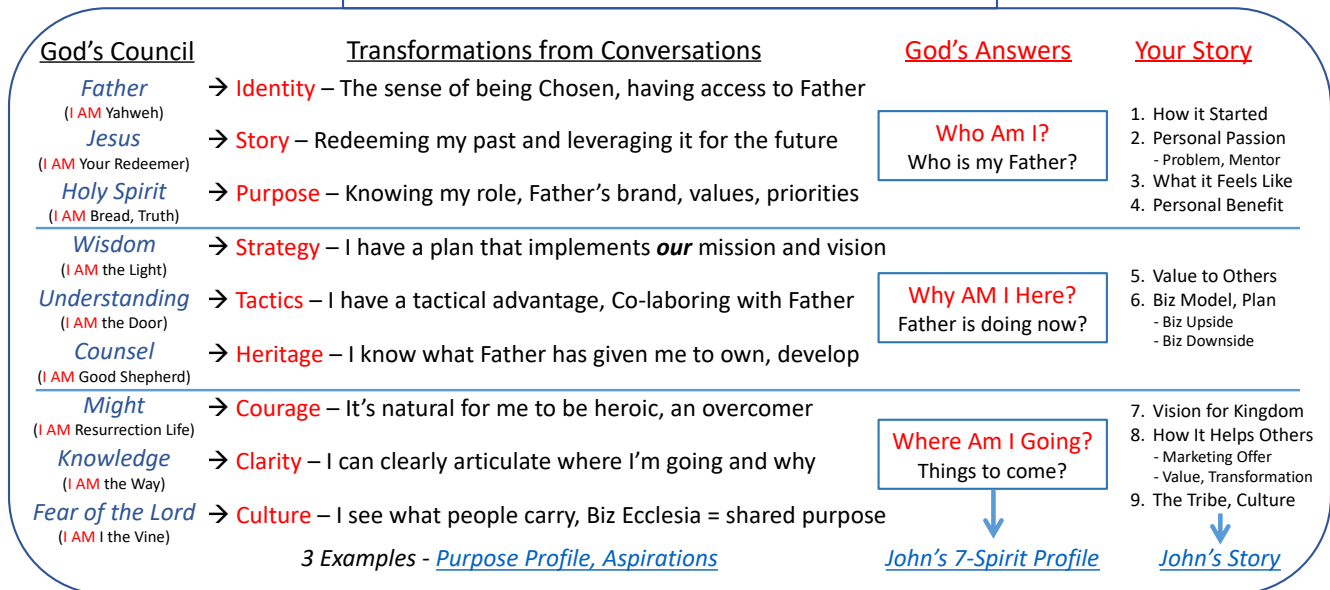 God's Council
Transformations from Conversations
God's Answers
Your Story
Father
(I AM Yahweh)
→ Identity – The sense of being Chosen, having access to Father
Jesus
(I AM Your Redeemer)
→ Story – Redeeming my past and leveraging it for the future
Holy Spirit
(I AM Bread, Truth)
→ Purpose – Knowing my role, Father's brand, values, priorities
Who Am I?
Who is my Father?
1. How it Started
2. Personal Passion
- Problem, Mentor
3. What it Feels Like
4. Personal Benefit
Wisdom
(I AM the Light)
→ Strategy – I have a plan that implements our mission and vision
Understanding
(I AM the Door)
→ Tactics – I have a tactical advantage, Co-laboring with Father
Counsel
(I AM Good Shepherd)
→ Heritage – I know what Father has given me to own, develop
Why AM I Here?
Father is doing now?
5. Value to Others
6. Biz Model, Plan
- Biz Upside
- Biz Downside
Might
(I AM Resurrection Life)
→ Courage – It's natural for me to be heroic, an overcomer
Knowledge
(I AM the Way)
→ Clarity – I can clearly articulate where I'm going and why
Fear of the Lord
(I AM I the Vine)
→ Culture – I see what people carry, Biz Ecclesia = shared purpose
Where Am I Going?
Things to come?
7. Vision for Kingdom
8. How It Helps Others
- Marketing Offer
- Value, Transformation
9. The Tribe, Culture
3 Examples - Purpose Profile, Aspirations
John's 7-Spirit Profile
John's Story